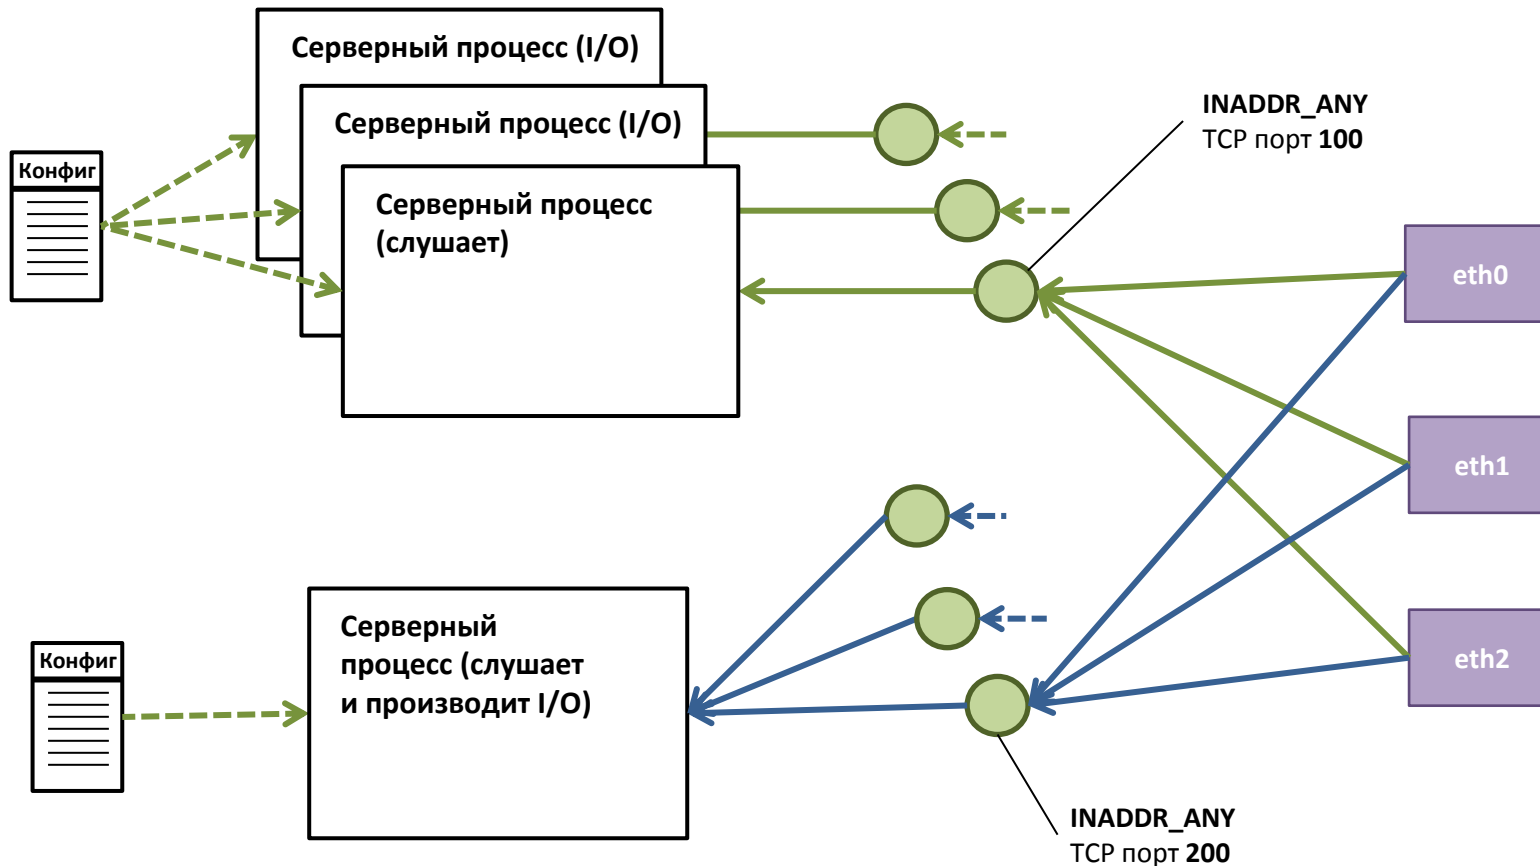 Серверный процесс (I/O)
Серверный процесс (I/O)
Серверный процесс
(слушает)
Конфиг
INADDR_ANY
TCP порт 100
eth0
eth1
eth2
Серверный
процесс (слушает
и производит I/O)
Конфиг
INADDR_ANY
TCP порт 200